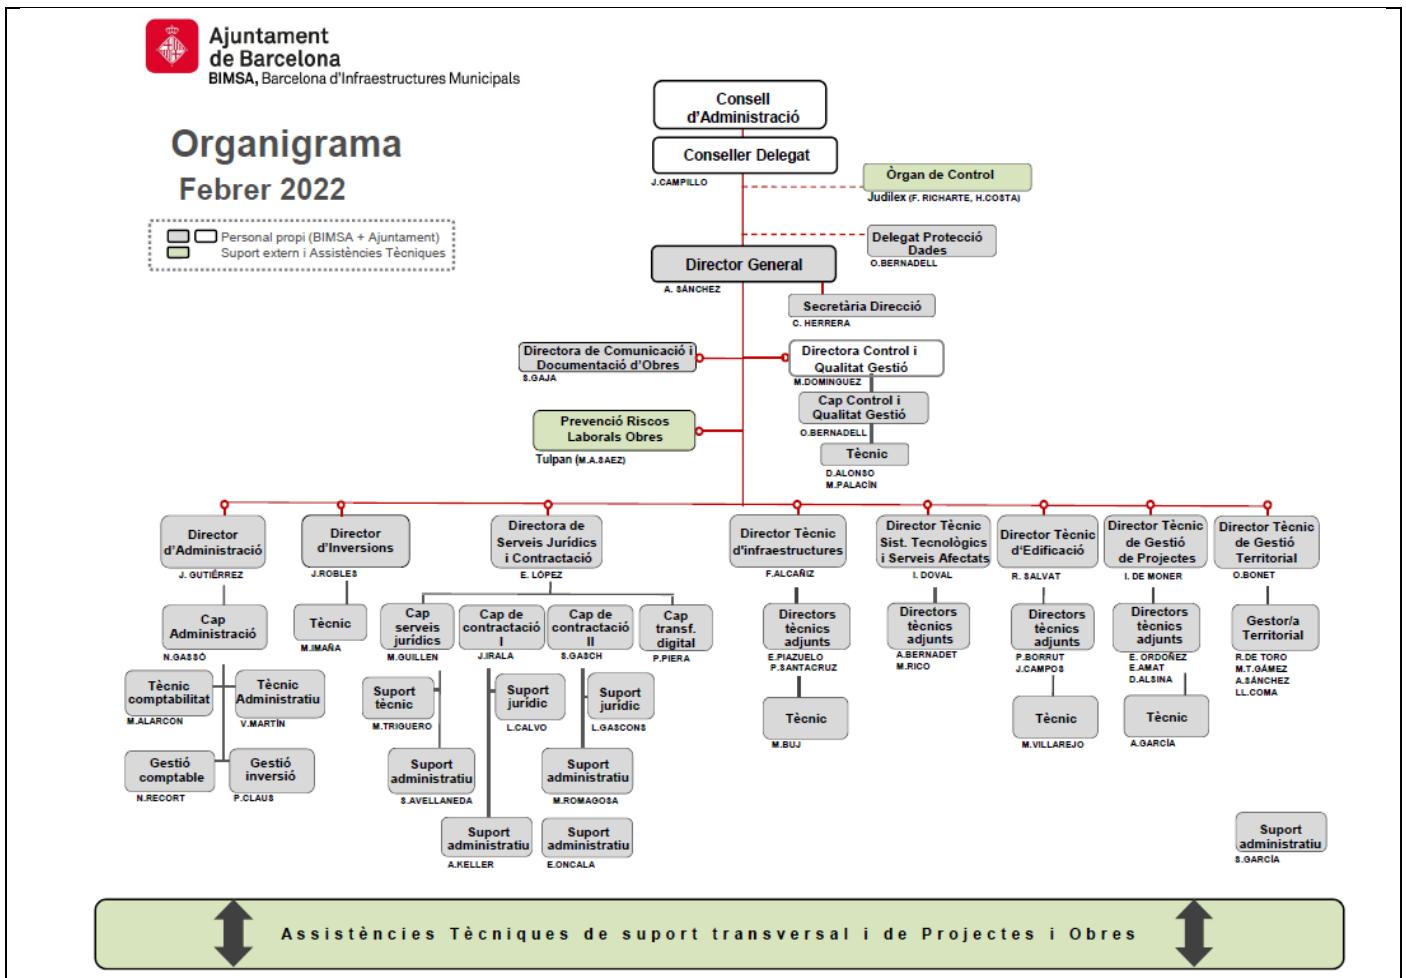 Ajuntament
de Barcelona
BIMSA, Barcelona d'Infraestructures Municipals
Organigrama
Febrer 2022
Personal propi (BIMSA + Ajuntament)
Suport extern i Assistències Tècniques
Consell
d'Administració
Conseller Delegat
J.CAMPILLO
Òrgan de Control
Judilex (F. RICHARTE, H.COSTA)
Delegat Protecció
Dades
O.BERNADELL
Director General
A. SÁNCHEZ
Secretària Direcció
C. HERRERA
Directora de Comunicació i
Documentació d'Obres
S.GAJA
Directora Control i
Qualitat Gestió
M.DOMINGUEZ
Cap Control i
Qualitat Gestió
O.BERNADELL
Prevenció Riscos
Laborals Obres
Tulpan (M.A.SAEZ)
Tècnic
D.ALONSO
M.PALACÍN
Director
d'Administració
J. GUTIÉRREZ
Director
d'Inversions
J.ROBLES
Directora de
Serveis Jurídics
i Contractació
E. LÓPEZ
Director Tècnic
d'infraestructures
F.ALCAÑIZ
Director Tècnic
Sist. Tecnològics
i Serveis Afectats
I. DOVAL
Director Tècnic
d'Edificació
R. SALVAT
Director Tècnic
de Gestió
de Projectes
I. DE MONER
Director Tècnic
de Gestió
Territorial
O.BONET
Cap
Administració
N.GASSÓ
Tècnic
M.IMAÑA
Cap
serveis
jurídics
M.GUILLEN
Cap de
contractació
I
J.IRALA
Cap de
contractació
II
S.GASCH
Cap
transf.
digital
P.PIERA
Directors
tècnics
adjunts
E.PIAZUELO
P.SANTACRUZ
Directors
tècnics
adjunts
A.BERNADET
M.RICO
Directors
tècnics
adjunts
P.BORRUT
J.CAMPOS
Directors
tècnics
adjunts
E. ORDOÑEZ
E.AMAT
D.ALSINA
Gestor/a
Territorial
R.DE TORO
M.T.GÁMEZ
A.SÁNCHEZ
LL.COMA
Tècnic
comptabilitat
M.ALARCON
Tècnic
Administratiu
V.MARTÍN
Suport
tècnic
M.TRIGUERO
Suport
jurídic
L.CALVO
Suport
jurídic
L.GASCONS
Tècnic
M.BUJ
Tècnic
M.VILLAREJO
Tècnic
A.GARCÍA
Gestió
comptable
N.RECORT
Gestió
inversió
P.CLAUS
Suport
administratiu
S.AVELLANEDA
Suport
administratiu
M.ROMAGOSA
Suport
administratiu
A.KELLER
Suport
administratiu
E.ONCALA
Suport
administratiu
S.GARCÍA
Assistències Tècniques de suport transversal i de Projectes i Obres